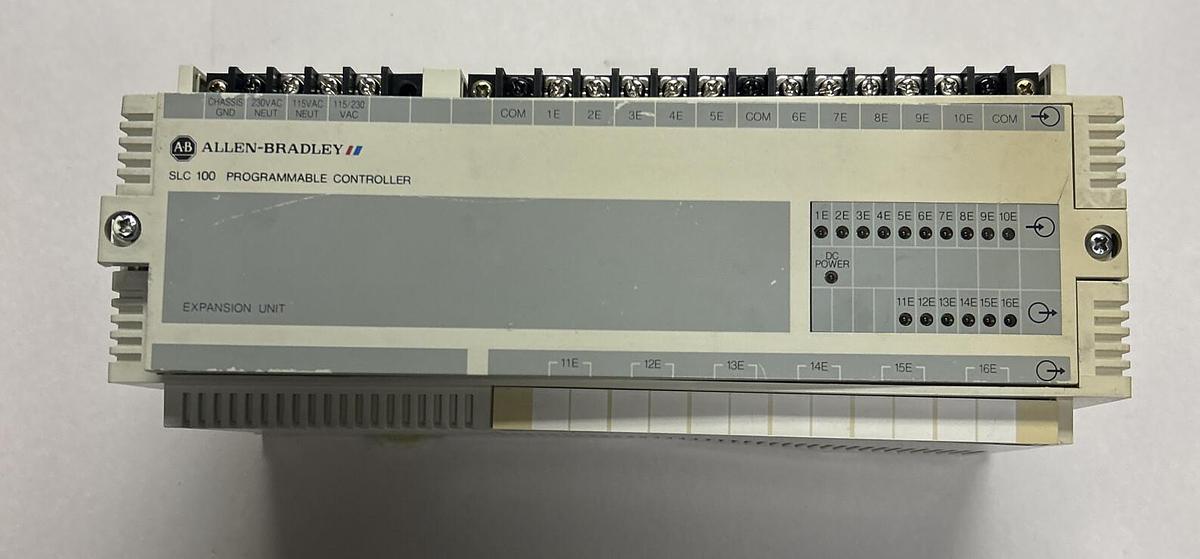 CHASSIS GND 230VAC NEUT 115VAC NEUT 115/230 VAC COM 1E 2E 3E 4E 5E COM 6E 7E 8E 9E 10E COM
A-B ALLEN-BRADLEY
SLC 100 PROGRAMMABLE CONTROLLER
1E 2E 3E 4E 5E 6E 7E 8E 9E 10E
DC
POWER
EXPANSION UNIT
11E 12E 13E 14E 15E 16E
11E 12E 13E 14E 15E 16E